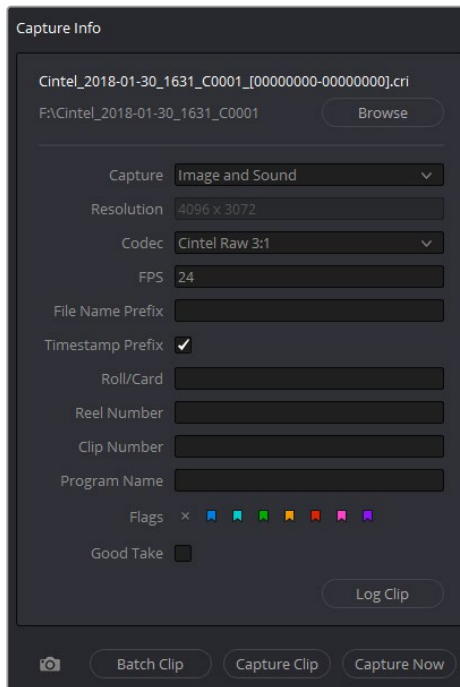 Capture Info
Cintel_2018-01-30_1631_C0001_[00000000-00000000].cri
F:\Cintel_2018-01-30_1631_C0001 Browse
Capture Image and Sound
Resolution 4096 x 3072
Codec Cintel Raw 3:1
FPS 24
File Name Prefix
Timestamp Prefix
Roll/Card
Reel Number
Clip Number
Program Name
Flags
Good Take
Log Clip
Batch Clip Capture Clip Capture Now